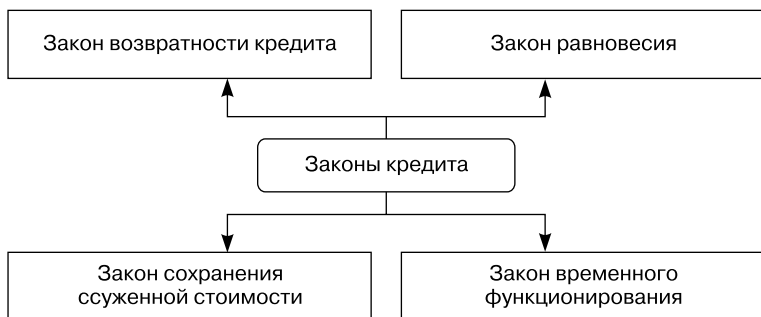 Закон возвратности кредита
Закон равновесия
Законы кредита
Закон сохранения
ссуженной стоимости
Закон временного
функционирования